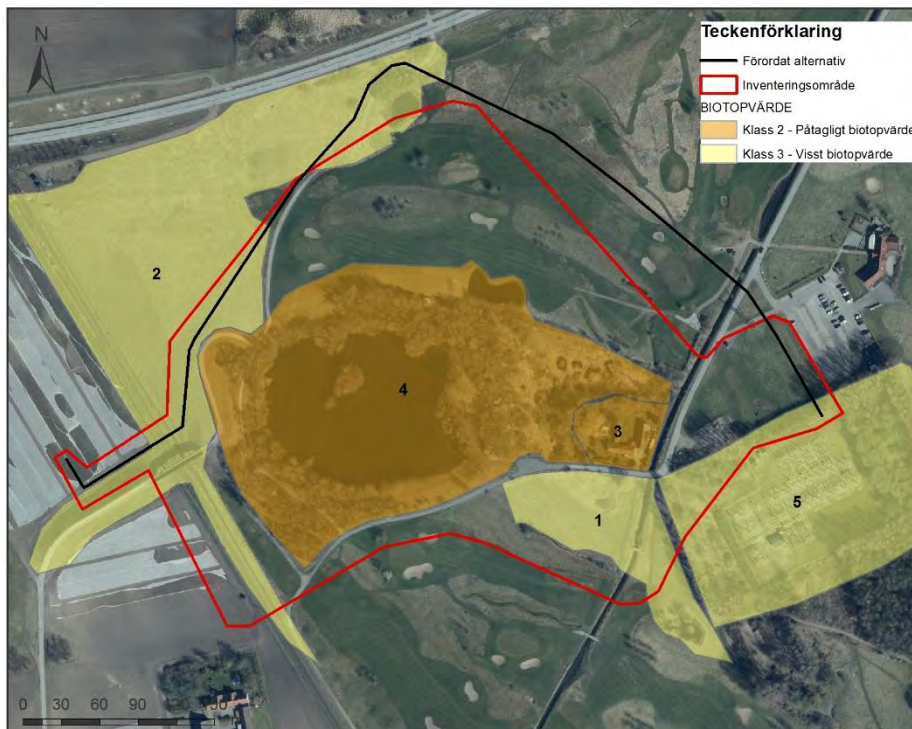 N
Teckenförklaring
Förordat alternativ
Inventeringsområde
BIOTOPVÄRDE
Klass 2 - Påtagligt biotopvärde
Klass 3 - Visst biotopvärde
2
4
3
1
5
0 30 60 90